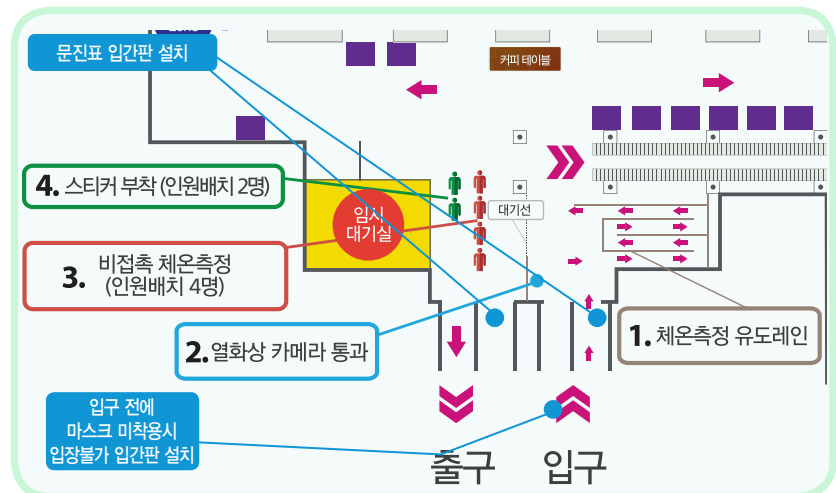 문진표 입간판 설치
커피 테이블
4. 스티커 부착 (인원배치 2명)
임시
대기실
대기선
3. 비접촉 체온측정
(인원배치 4명)
2. 열화상 카메라 통과
1. 체온측정 유도레인
입구 전에
마스크 미착용시
입장불가 입간판 설치
출구
입구